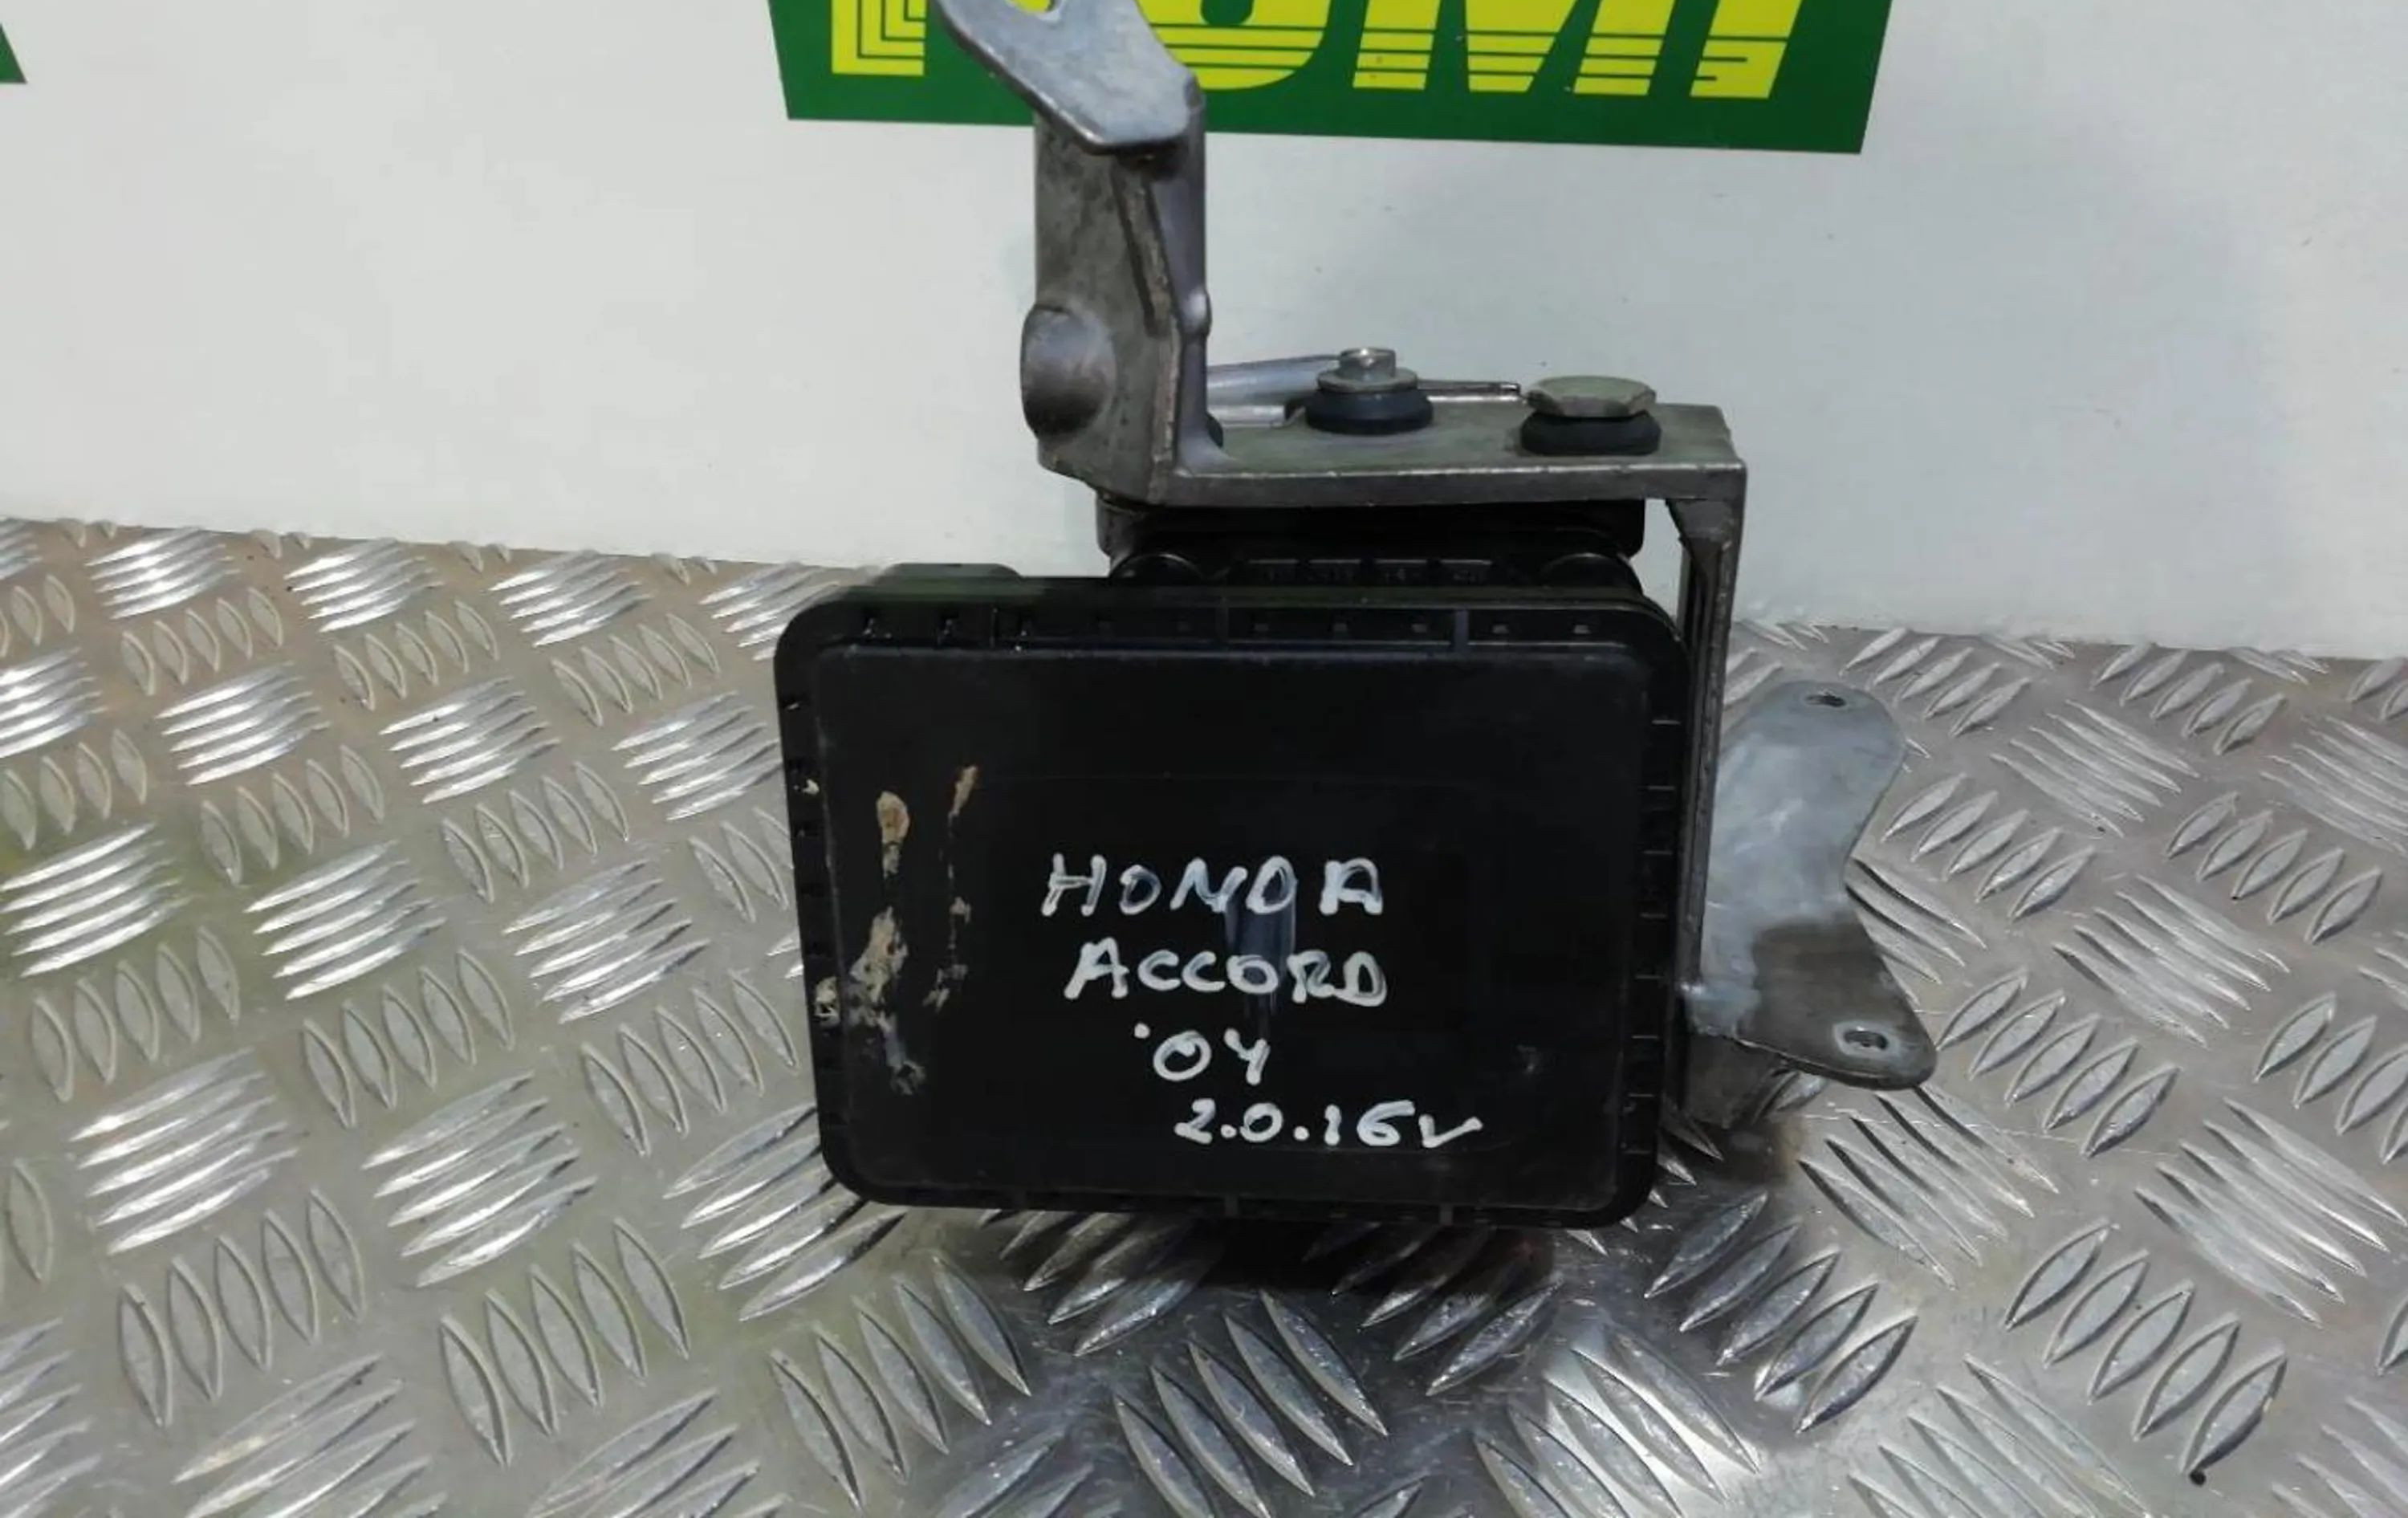 HONDA
ACCORD
'04
2.0.16V